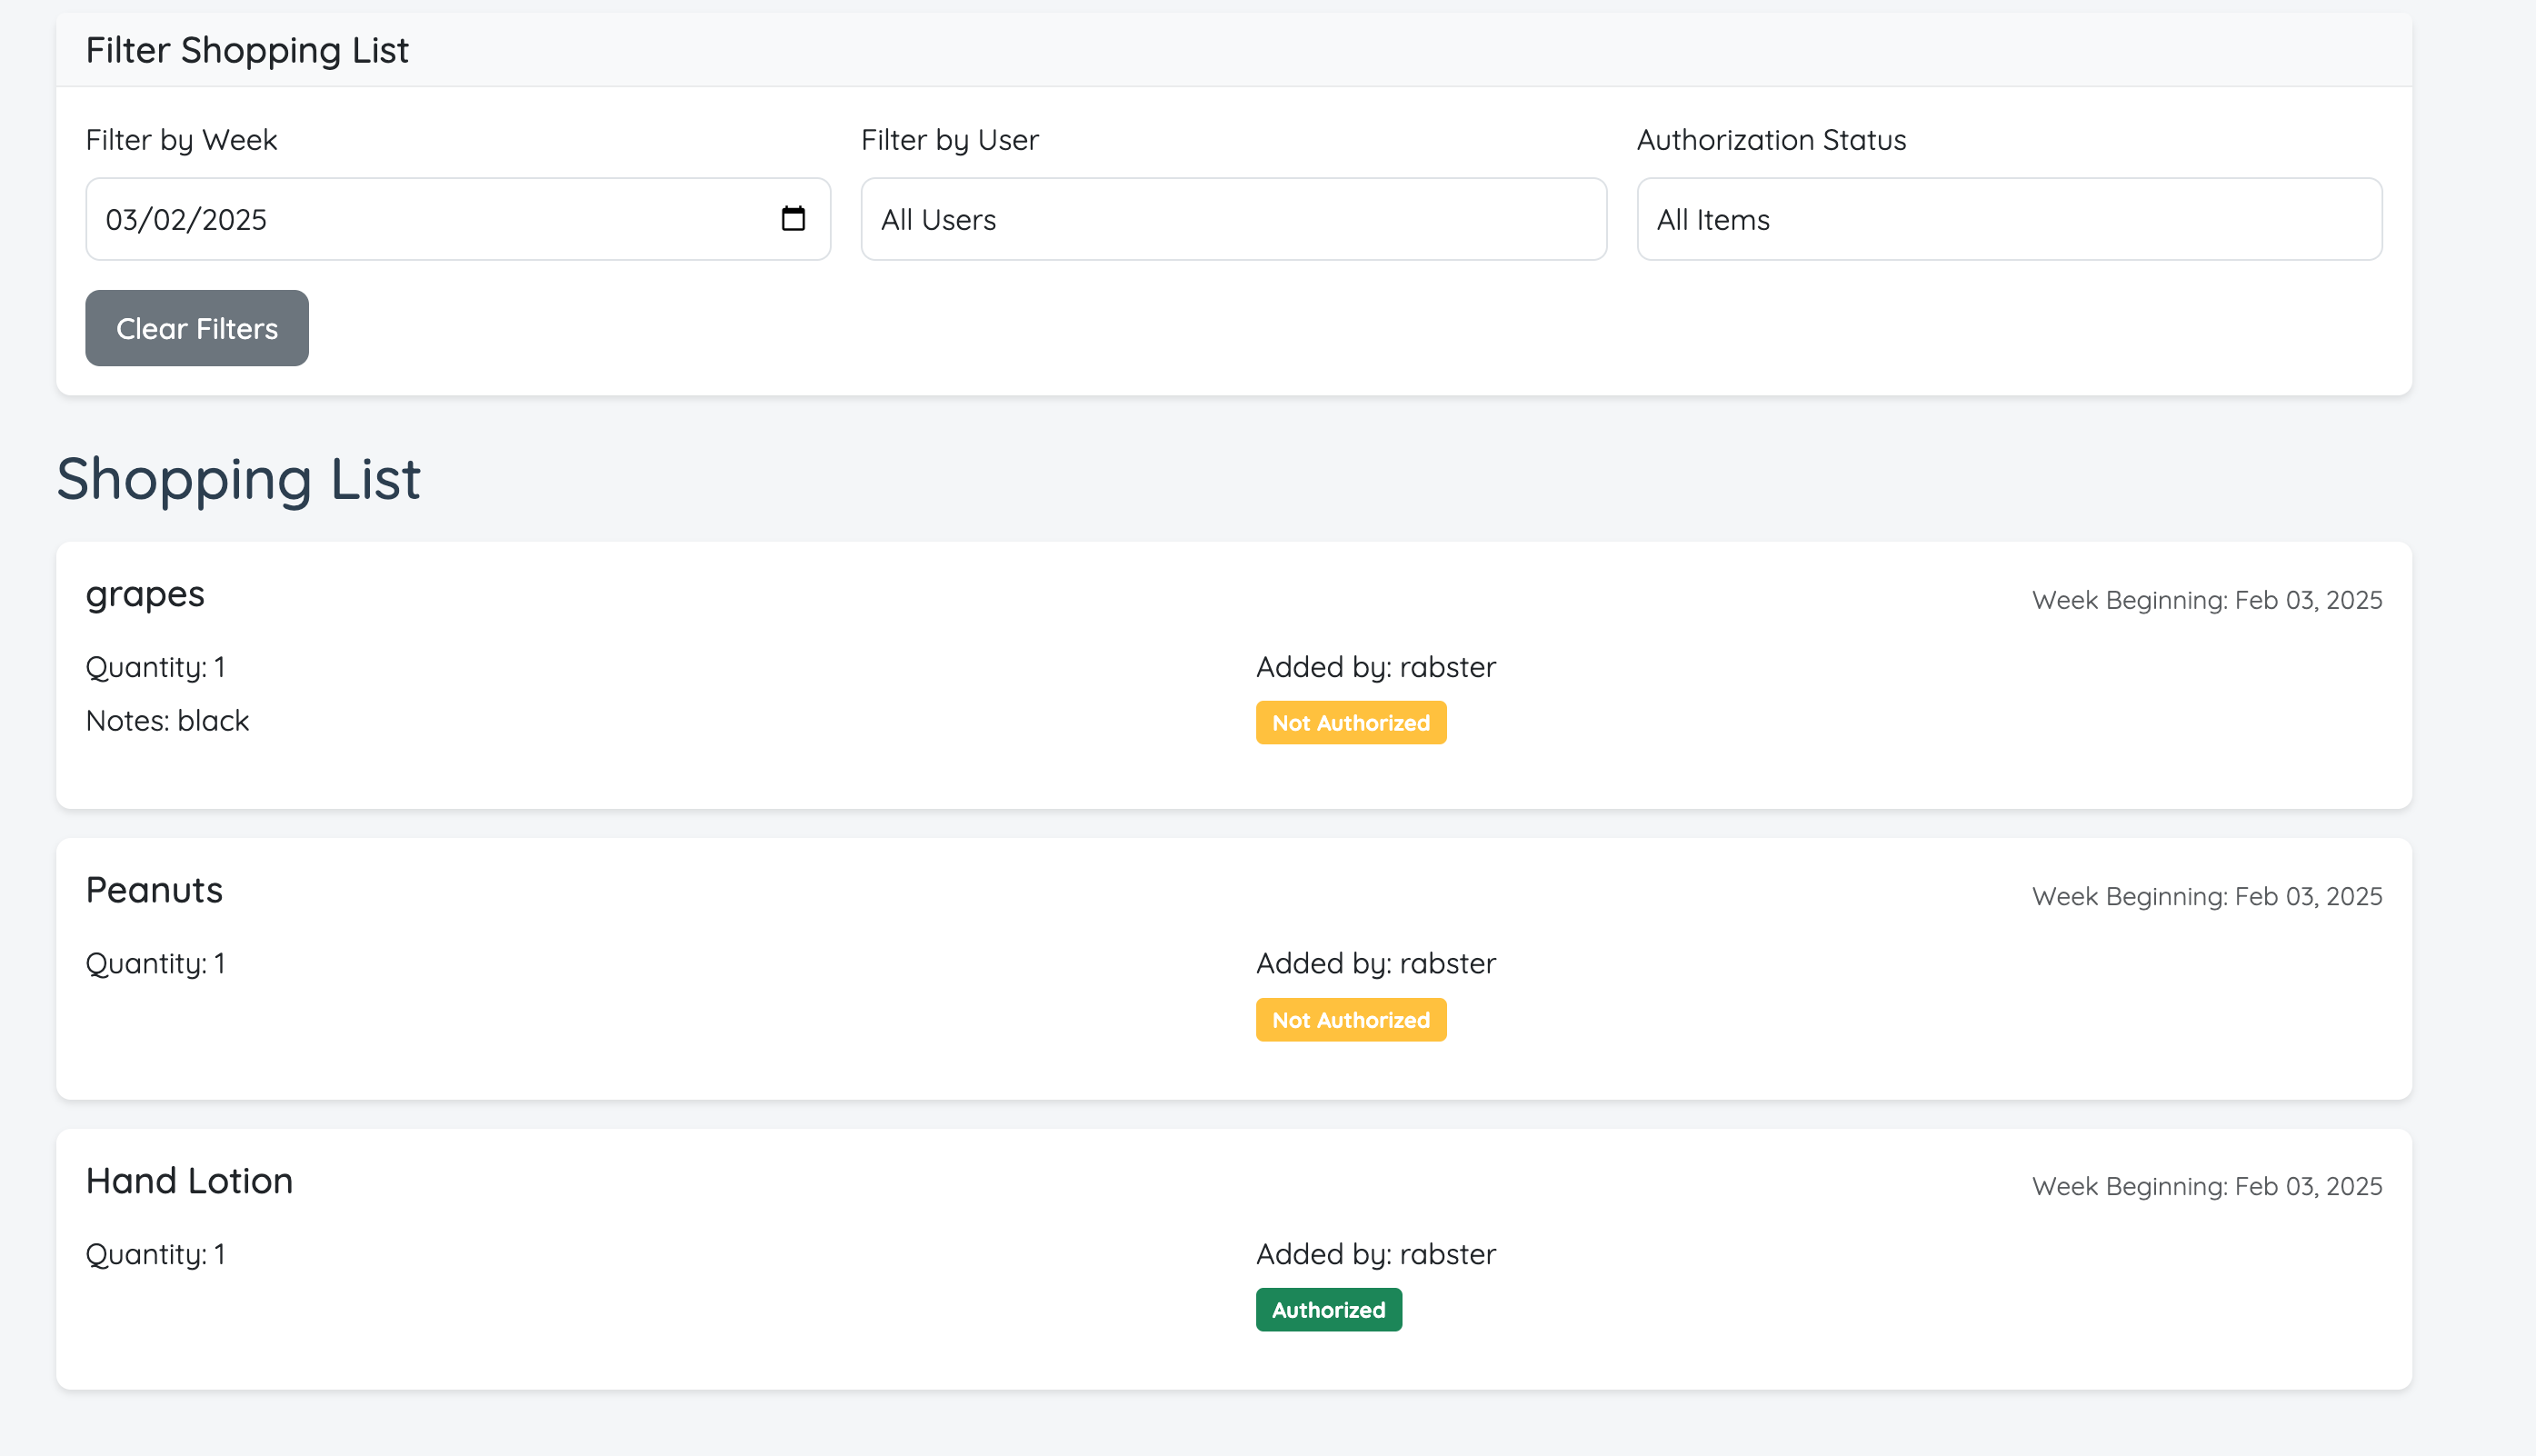 Filter Shopping List
Filter by Week
Filter by User
Authorization Status
03/02/2025
All Users
All Items
Clear Filters
Shopping List
grapes
Week Beginning: Feb 03, 2025
Quantity: 1
Added by: rabster
Notes: black
Not Authorized
Peanuts
Week Beginning: Feb 03, 2025
Quantity: 1
Added by: rabster
Not Authorized
Hand Lotion
Week Beginning: Feb 03, 2025
Quantity: 1
Added by: rabster
Authorized